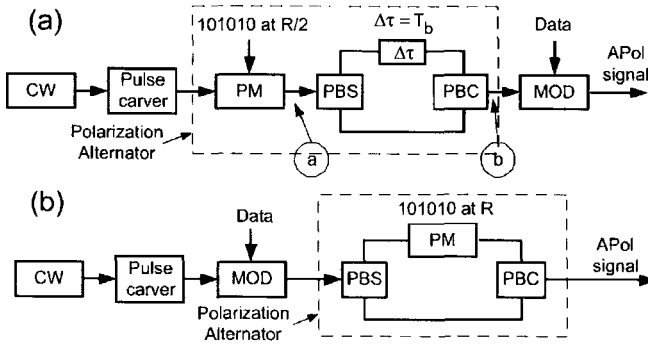 (a)
101010 at R/2
Δτ = T_b
Δτ
Data
APol
signal
CW
Pulse
carver
PM
PBS
PBC
MOD
Polarization
Alternator
a
b
(b)
Data
101010 at R
PM
APol
signal
CW
Pulse
carver
MOD
PBS
PBC
Polarization
Alternator